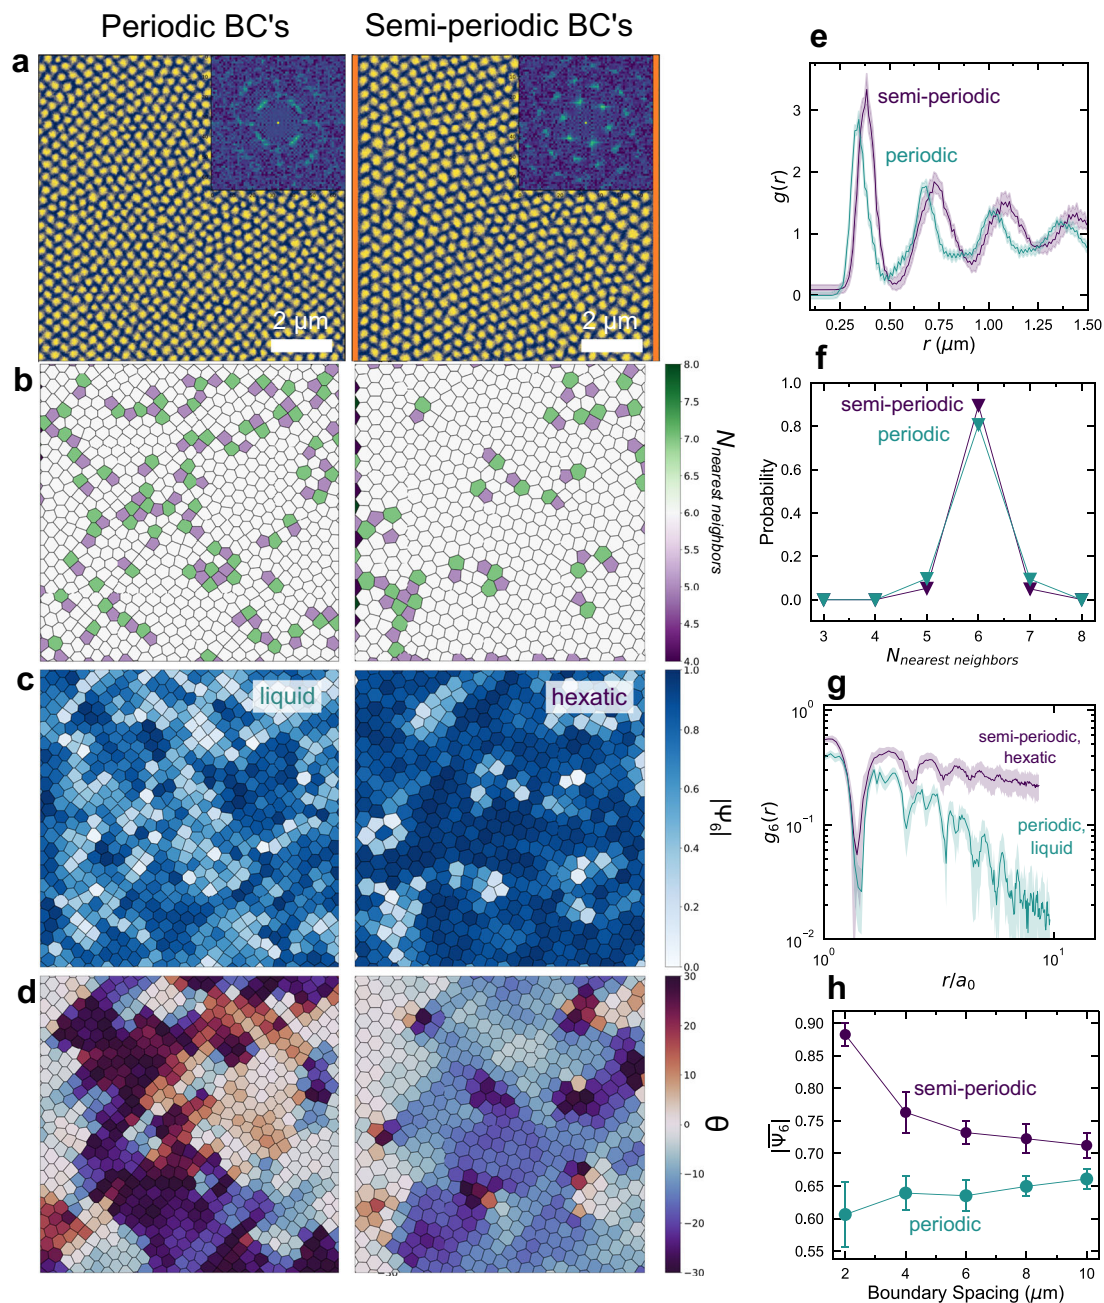 Periodic BC's
Semi-periodic BC's
a
2 μm
2 μm
b
8.0
7.5
7.0
6.5
6.0
5.5
5.0
4.5
4.0
N nearest neighbors
c
liquid
hexatic
1.0
0.8
0.6
0.4
0.2
0.0
|Ψ6|
d
30
20
10
0
−10
−20
−30
θ
−30
e
semi-periodic
periodic
3
2
1
0
g(r)
0.25 0.50 0.75 1.00 1.25 1.50
r (μm)
f
semi-periodic
periodic
1.0
0.8
0.6
0.4
0.2
0.0
Probability
3 4 5 6 7 8
N nearest neighbors
g
semi-periodic,
hexatic
periodic,
liquid
10⁰
10⁻¹
10⁻²
g6(r)
10⁰ 10¹
r/a0
h
semi-periodic
periodic
0.90
0.85
0.80
0.75
0.70
0.65
0.60
0.55
|Ψ6|
2 4 6 8 10
Boundary Spacing (μm)